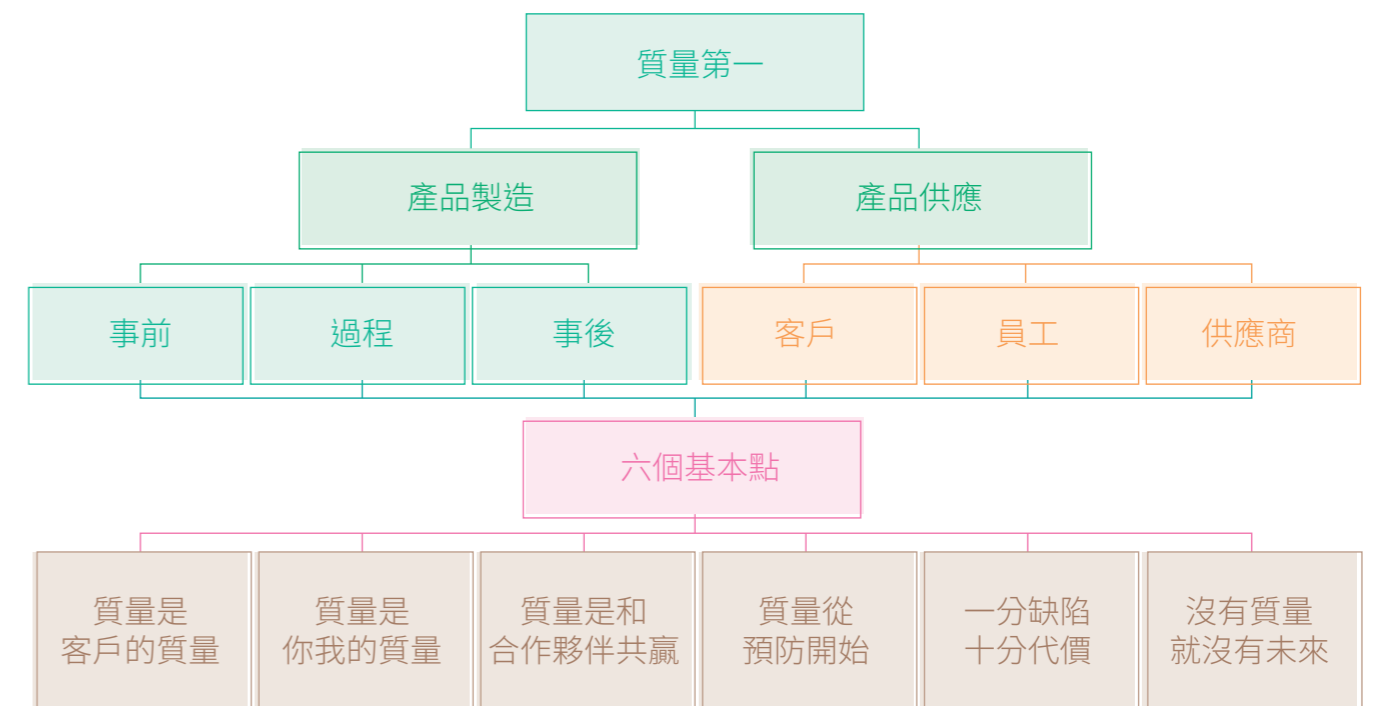 質量第一
產品製造
產品供應
事前
過程
事後
客戶
員工
供應商
六個基本點
質量是
客戶的質量
質量是
你我的質量
質量是和
合作夥伴共贏
質量從
預防開始
一分缺陷
十分代價
沒有質量
就沒有未來